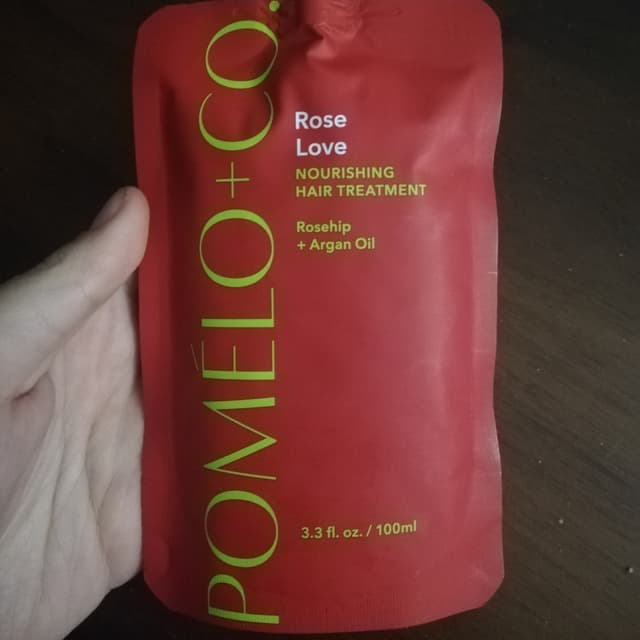 POMÉLO+CO.
Rose
Love
NOURISHING
HAIR TREATMENT
Rosehip
+ Argan Oil
3.3 fl. oz. / 100ml